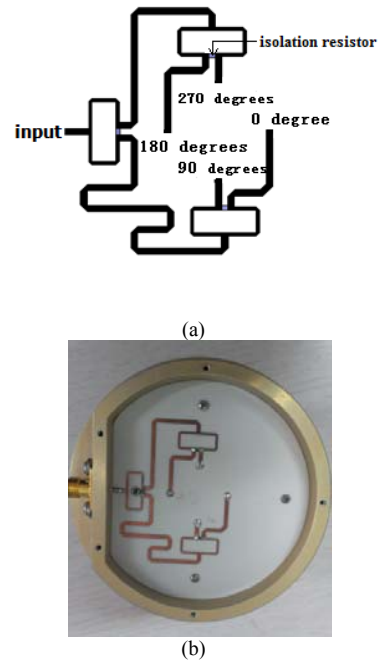 isolation resistor
270 degrees
0 degree
input
180 degrees
90 degrees
(a)
(b)